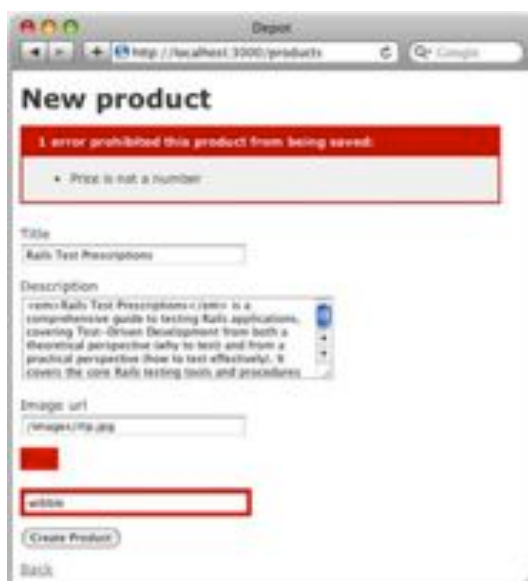 Depot
http://localhost:3000/products
Google
New product
1 error prohibited this product from being saved:
Price is not a number
Title
Rails Test Prescriptions
Description
<em>Rails Test Prescriptions</em> is a
comprehensive guide to testing Rails applications,
covering Test-Driven Development from both a
theoretical perspective (why to test) and from a
practical perspective (how to test effectively). It
covers the core Rails testing tools and procedures
Image url
/images/rtp.jpg
wibble
Create Product
Back